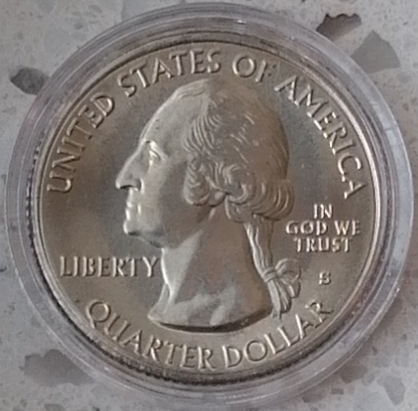 UNITED STATES OF AMERICA
LIBERTY
IN
GOD WE
TRUST
S
QUARTER DOLLAR